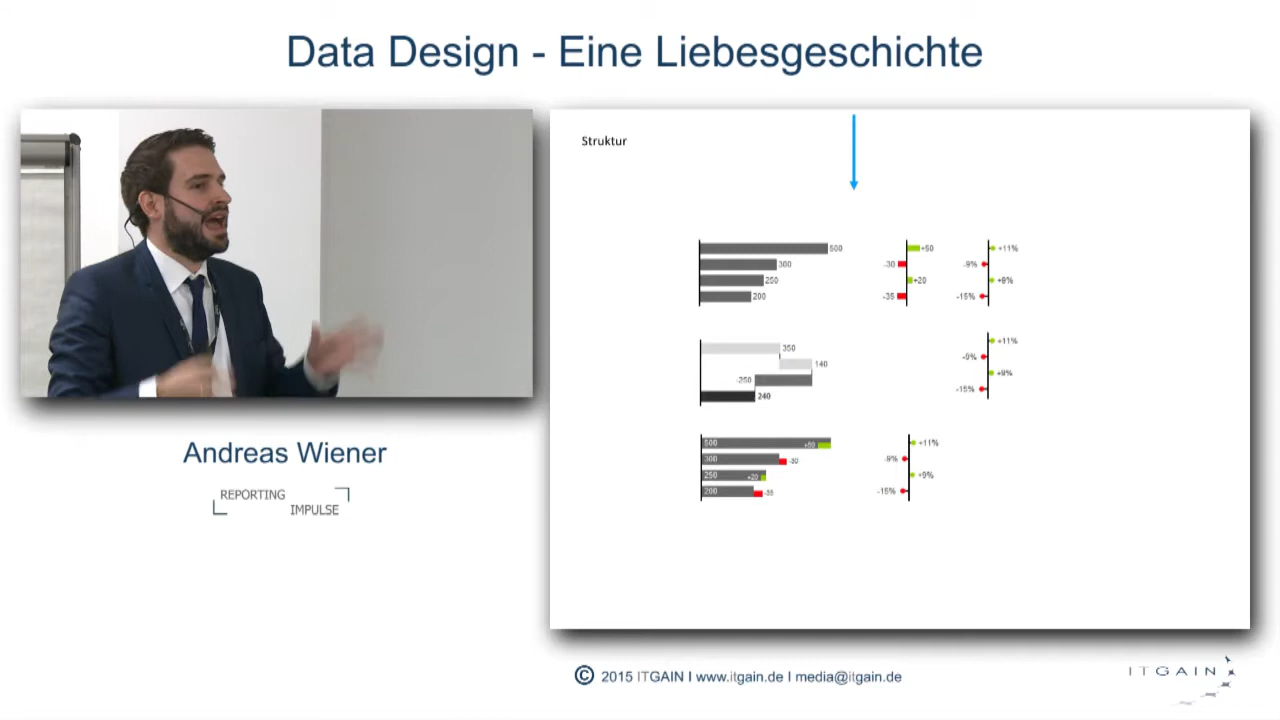 Data Design - Eine Liebesgeschichte
Struktur
500 +50 +11%
300 -30 -9%
250 +20 +9%
200 -35 -15%
350 +11%
140 -9%
-250 +9%
240 -15%
500 +50 +11%
300 -30 -9%
250 +20 +9%
200 -35 -15%
Andreas Wiener
REPORTING
IMPULSE
© 2015 ITGAIN I www.itgain.de I media@itgain.de
ITGAIN